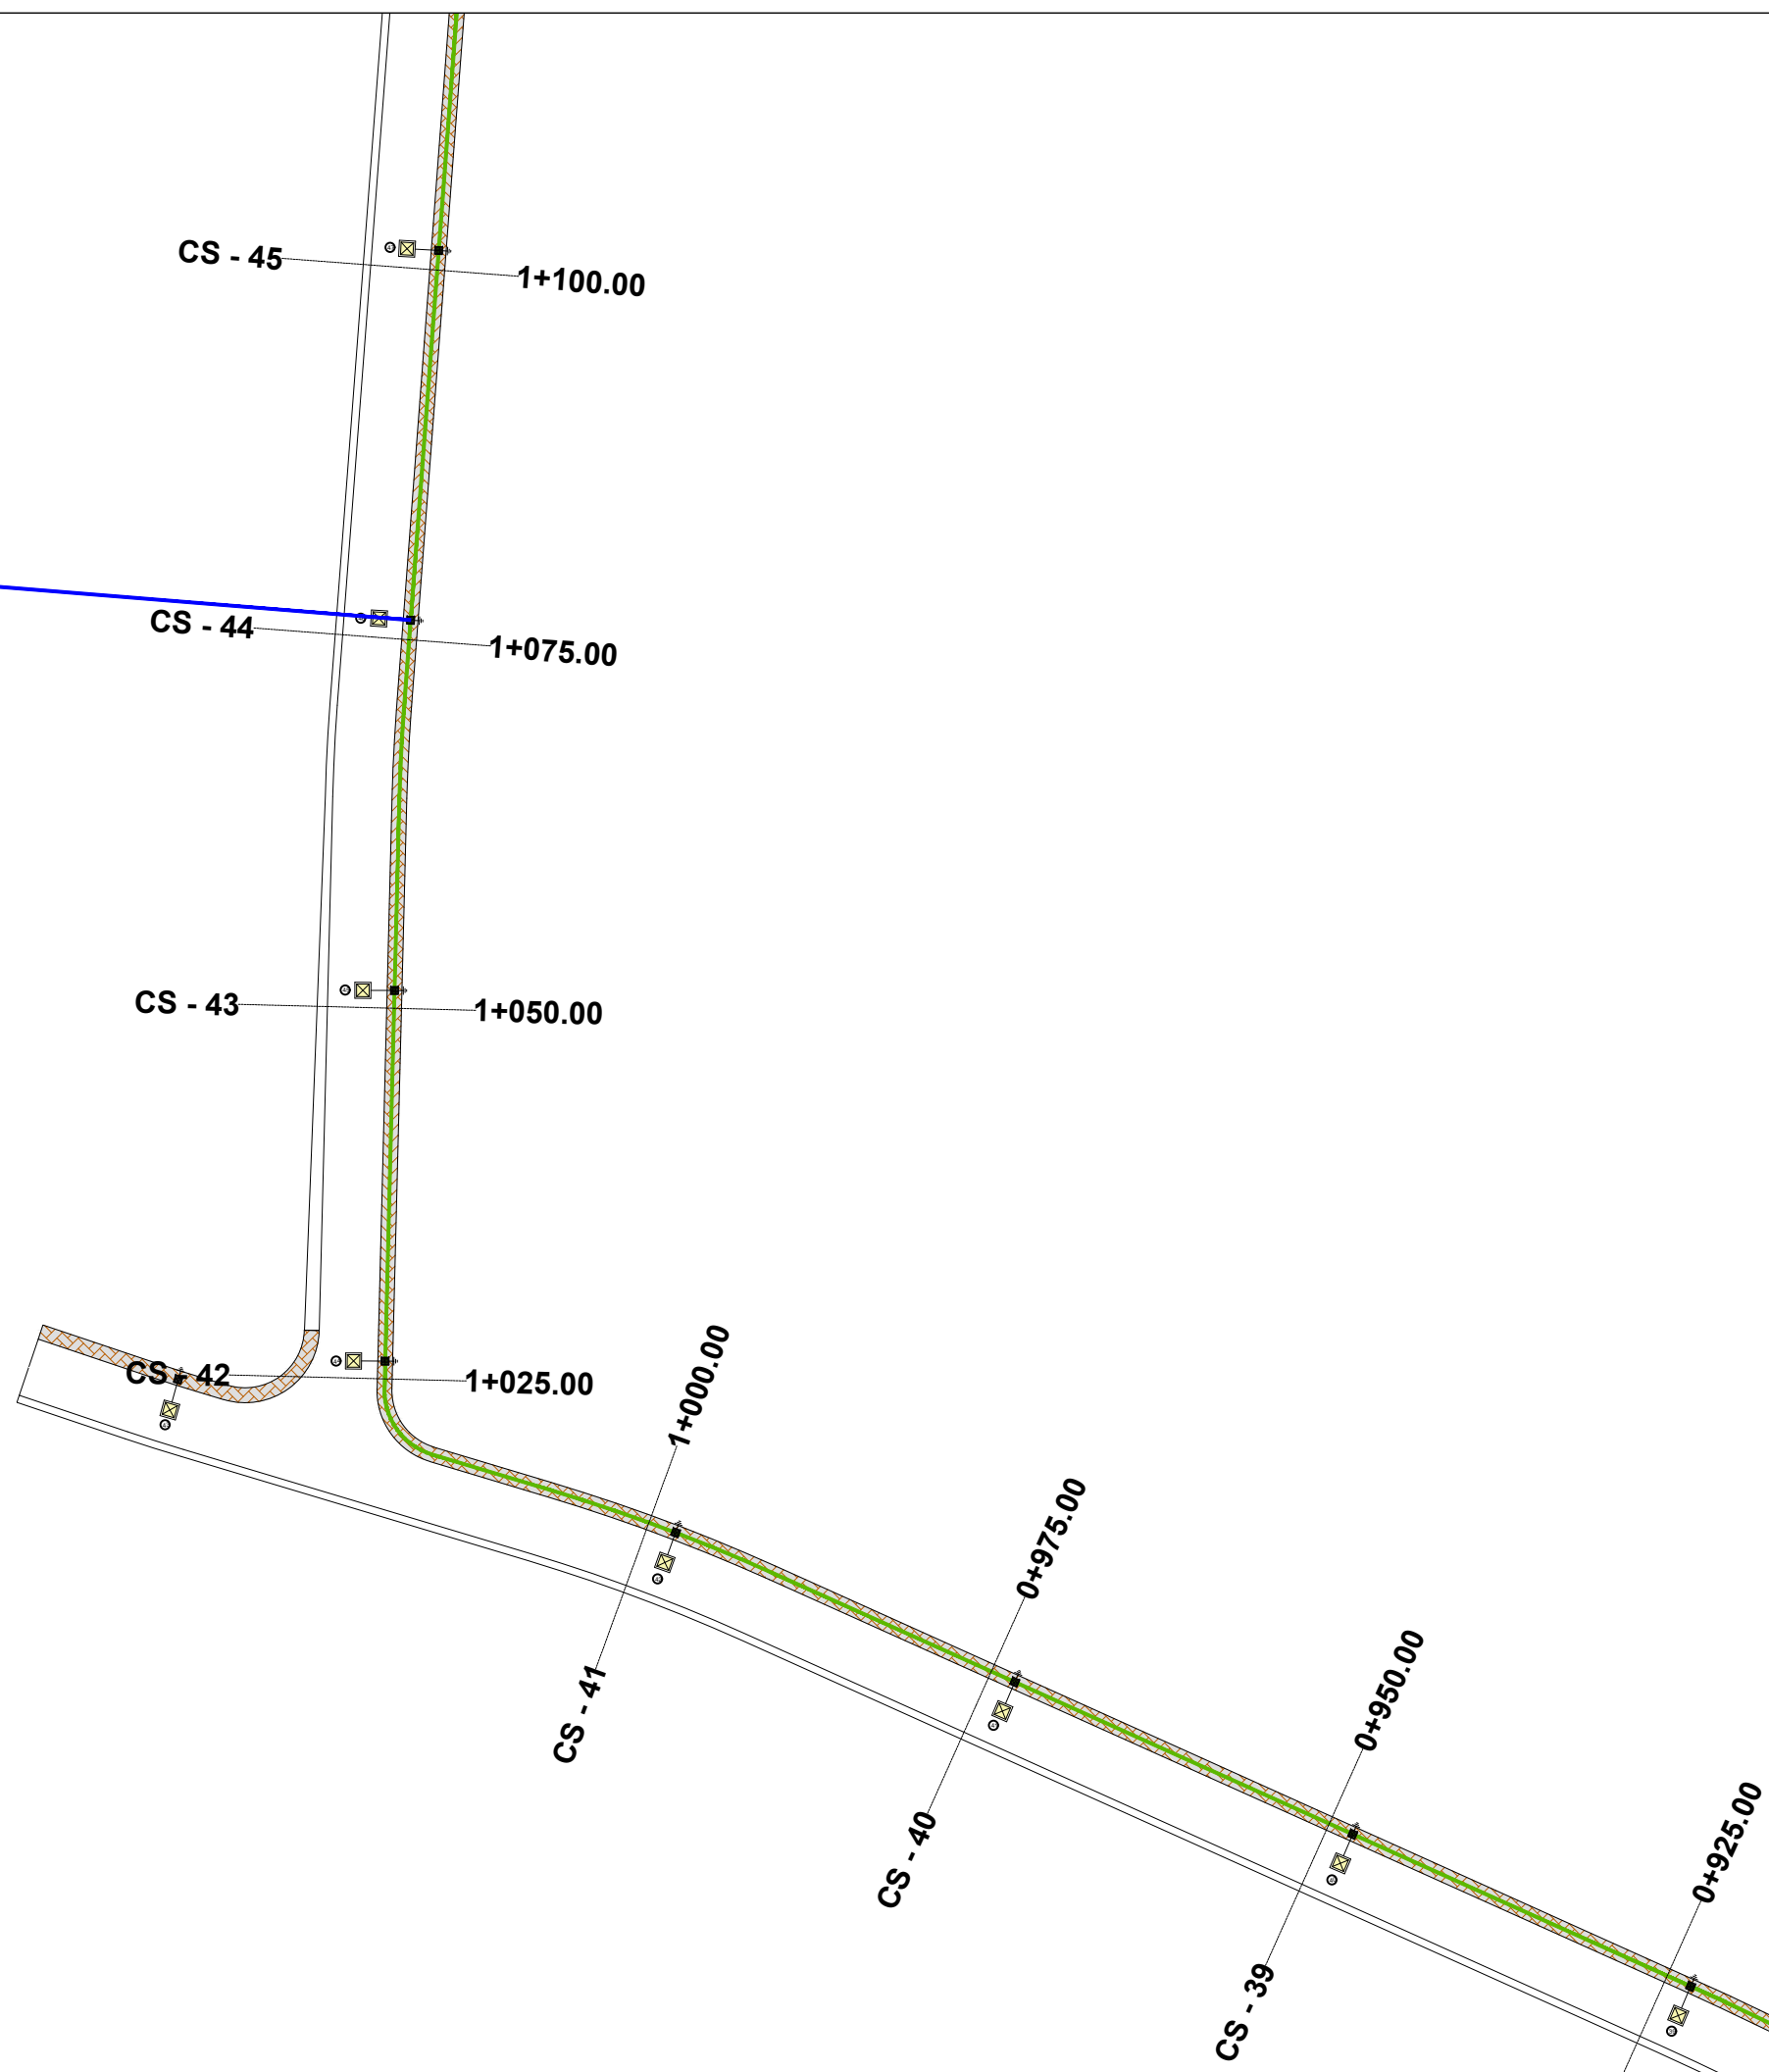 CS - 45
1+100.00
CS - 44
1+075.00
CS - 43
1+050.00
CS - 42
1+025.00
1+000.00
CS - 41
0+975.00
CS - 40
0+950.00
CS - 39
0+925.00